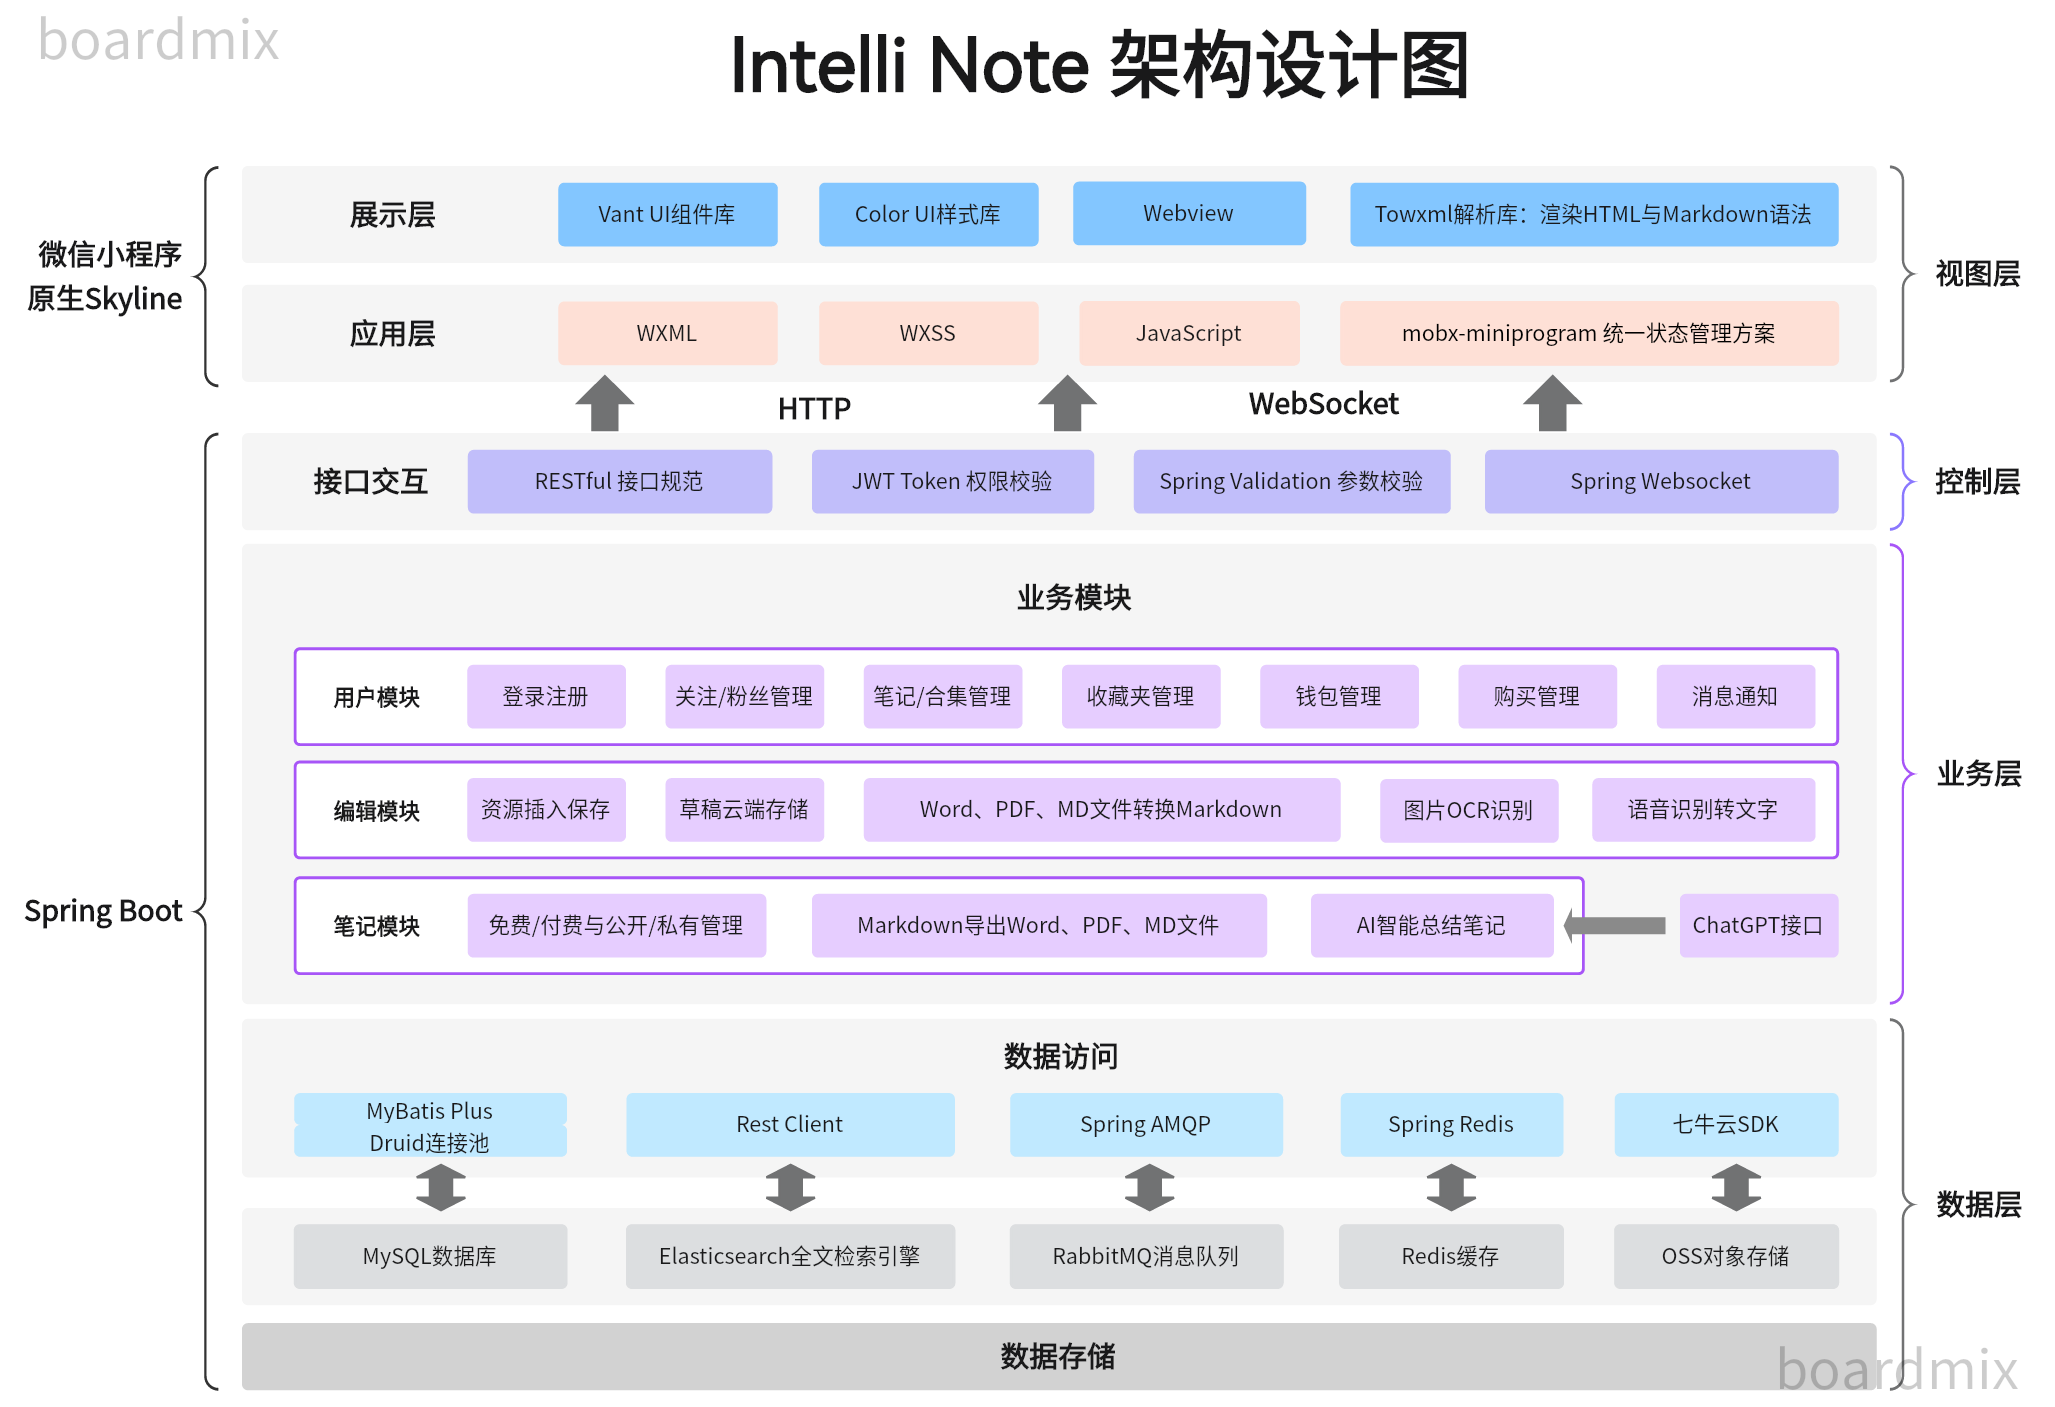 boardmix
Intelli Note 架构设计图
微信小程序
原生Skyline
展示层
Vant UI组件库
Color UI样式库
Webview
Towxml解析库：渲染HTML与Markdown语法
视图层
应用层
WXML
WXSS
JavaScript
mobx-miniprogram 统一状态管理方案
HTTP
WebSocket
接口交互
RESTful 接口规范
JWT Token 权限校验
Spring Validation 参数校验
Spring Websocket
控制层
Spring Boot
业务模块
用户模块
登录注册
关注/粉丝管理
笔记/合集管理
收藏夹管理
钱包管理
购买管理
消息通知
业务层
编辑模块
资源插入保存
草稿云端存储
Word、PDF、MD文件转换Markdown
图片OCR识别
语音识别转文字
笔记模块
免费/付费与公开/私有管理
Markdown导出Word、PDF、MD文件
AI智能总结笔记
ChatGPT接口
数据访问
MyBatis Plus
Druid连接池
Rest Client
Spring AMQP
Spring Redis
七牛云SDK
数据层
MySQL数据库
Elasticsearch全文检索引擎
RabbitMQ消息队列
Redis缓存
OSS对象存储
数据存储
boardmix